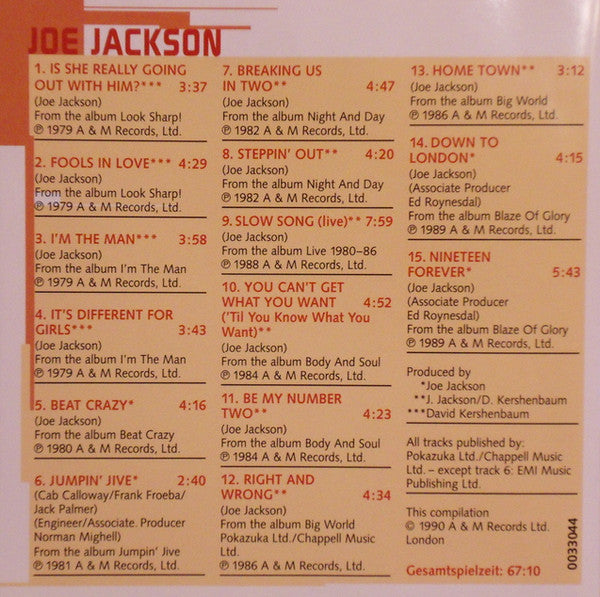 JOE JACKSON
1. IS SHE REALLY GOING
OUT WITH HIM?*** 3:37
(Joe Jackson)
From the album Look Sharp!
℗ 1979 A & M Records, Ltd.
2. FOOLS IN LOVE*** 4:29
(Joe Jackson)
From the album Look Sharp!
℗ 1979 A & M Records, Ltd.
3. I'M THE MAN*** 3:58
(Joe Jackson)
From the album I'm The Man
℗ 1979 A & M Records, Ltd.
4. IT'S DIFFERENT FOR
GIRLS*** 3:43
(Joe Jackson)
From the album I'm The Man
℗ 1979 A & M Records, Ltd.
5. BEAT CRAZY* 4:16
(Joe Jackson)
From the album Beat Crazy
℗ 1980 A & M Records, Ltd.
6. JUMPIN' JIVE* 2:40
(Cab Calloway/Frank Froeba/
Jack Palmer)
(Engineer/Associate. Producer
Norman Mighell)
From the album Jumpin' Jive
℗ 1981 A & M Records, Ltd.
7. BREAKING US
IN TWO** 4:47
(Joe Jackson)
From the album Night And Day
℗ 1982 A & M Records, Ltd.
8. STEPPIN' OUT** 4:20
(Joe Jackson)
From the album Night And Day
℗ 1982 A & M Records, Ltd.
9. SLOW SONG (live)** 7:59
(Joe Jackson)
From the album Live 1980–86
℗ 1988 A & M Records, Ltd.
10. YOU CAN'T GET
WHAT YOU WANT 4:52
('Til You Know What You
Want)**
(Joe Jackson)
From the album Body And Soul
℗ 1984 A & M Records, Ltd.
11. BE MY NUMBER
TWO** 4:23
(Joe Jackson)
From the album Body And Soul
℗ 1984 A & M Records, Ltd.
12. RIGHT AND
WRONG** 4:34
(Joe Jackson)
From the album Big World
Pokazuka Ltd./Chappell Music
Ltd.
℗ 1986 A & M Records, Ltd.
13. HOME TOWN** 3:12
(Joe Jackson)
From the album Big World
℗ 1986 A & M Records, Ltd.
14. DOWN TO
LONDON* 4:15
(Joe Jackson)
(Associate Producer
Ed Roynesdal)
From the album Blaze Of Glory
℗ 1989 A & M Records, Ltd.
15. NINETEEN
FOREVER* 5:43
(Joe Jackson)
(Associate Producer
Ed Roynesdal)
From the album Blaze Of Glory
℗ 1989 A & M Records, Ltd.
Produced by
*Joe Jackson
**J. Jackson/D. Kershenbaum
***David Kershenbaum
All tracks published by:
Pokazuka Ltd./Chappell Music
Ltd. – except track 6: EMI Music
Publishing Ltd.
This compilation
© 1990 A & M Records Ltd.
London
Gesamtspielzeit: 67:10
0033044